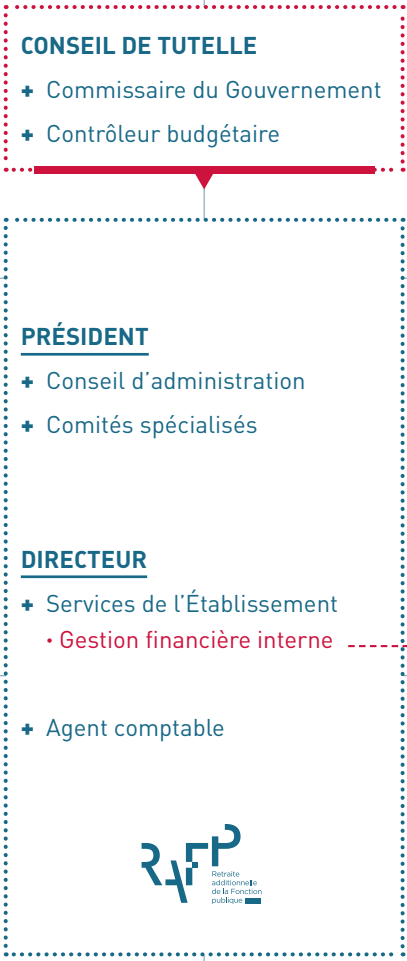 CONSEIL DE TUTELLE
+ Commissaire du Gouvernement
+ Contrôleur budgétaire
PRÉSIDENT
+ Conseil d’administration
+ Comités spécialisés
DIRECTEUR
+ Services de l’Établissement
• Gestion financière interne
+ Agent comptable
RAFP
Retraite
additionnelle
de la Fonction
publique